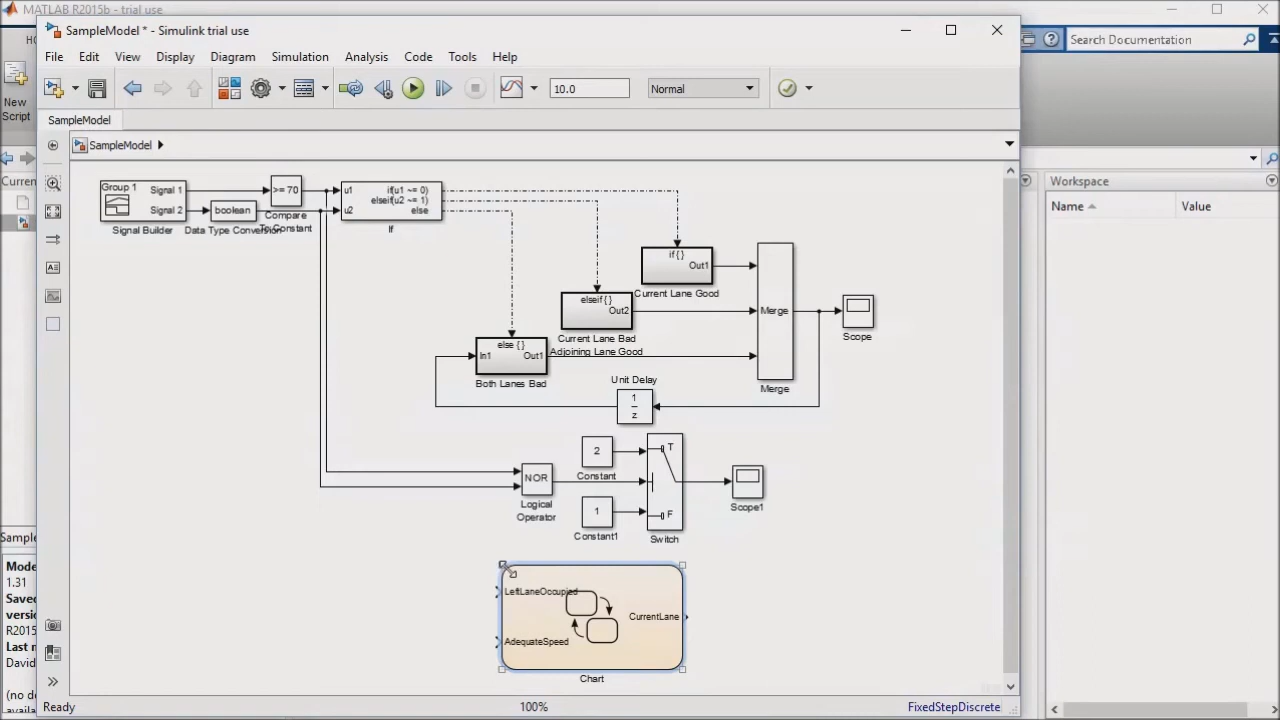 MATLAB R2015b - trial use
SampleModel * - Simulink trial use
Search Documentation
File Edit View Display Diagram Simulation Analysis Code Tools Help
New
Script
10.0
Normal
SampleModel
SampleModel
Workspace
Name
Value
Group 1
Signal 1
Signal 2
Signal Builder
boolean
Data Type Conversion
>= 70
Compare
To Constant
u1
u2
if(u1 ~= 0)
elseif(u2 ~= 1)
else
If
if { }
Out1
Current Lane Good
elseif { }
Out2
Current Lane Bad
Adjoining Lane Good
else { }
In1
Out1
Both Lanes Bad
Merge
Merge
Scope
Unit Delay
1
z
NOR
Logical
Operator
2
Constant
1
Constant1
T
F
Switch
Scope1
LeftLaneOccupied
AdequateSpeed
CurrentLane
Chart
Ready
100%
FixedStepDiscrete
1.31